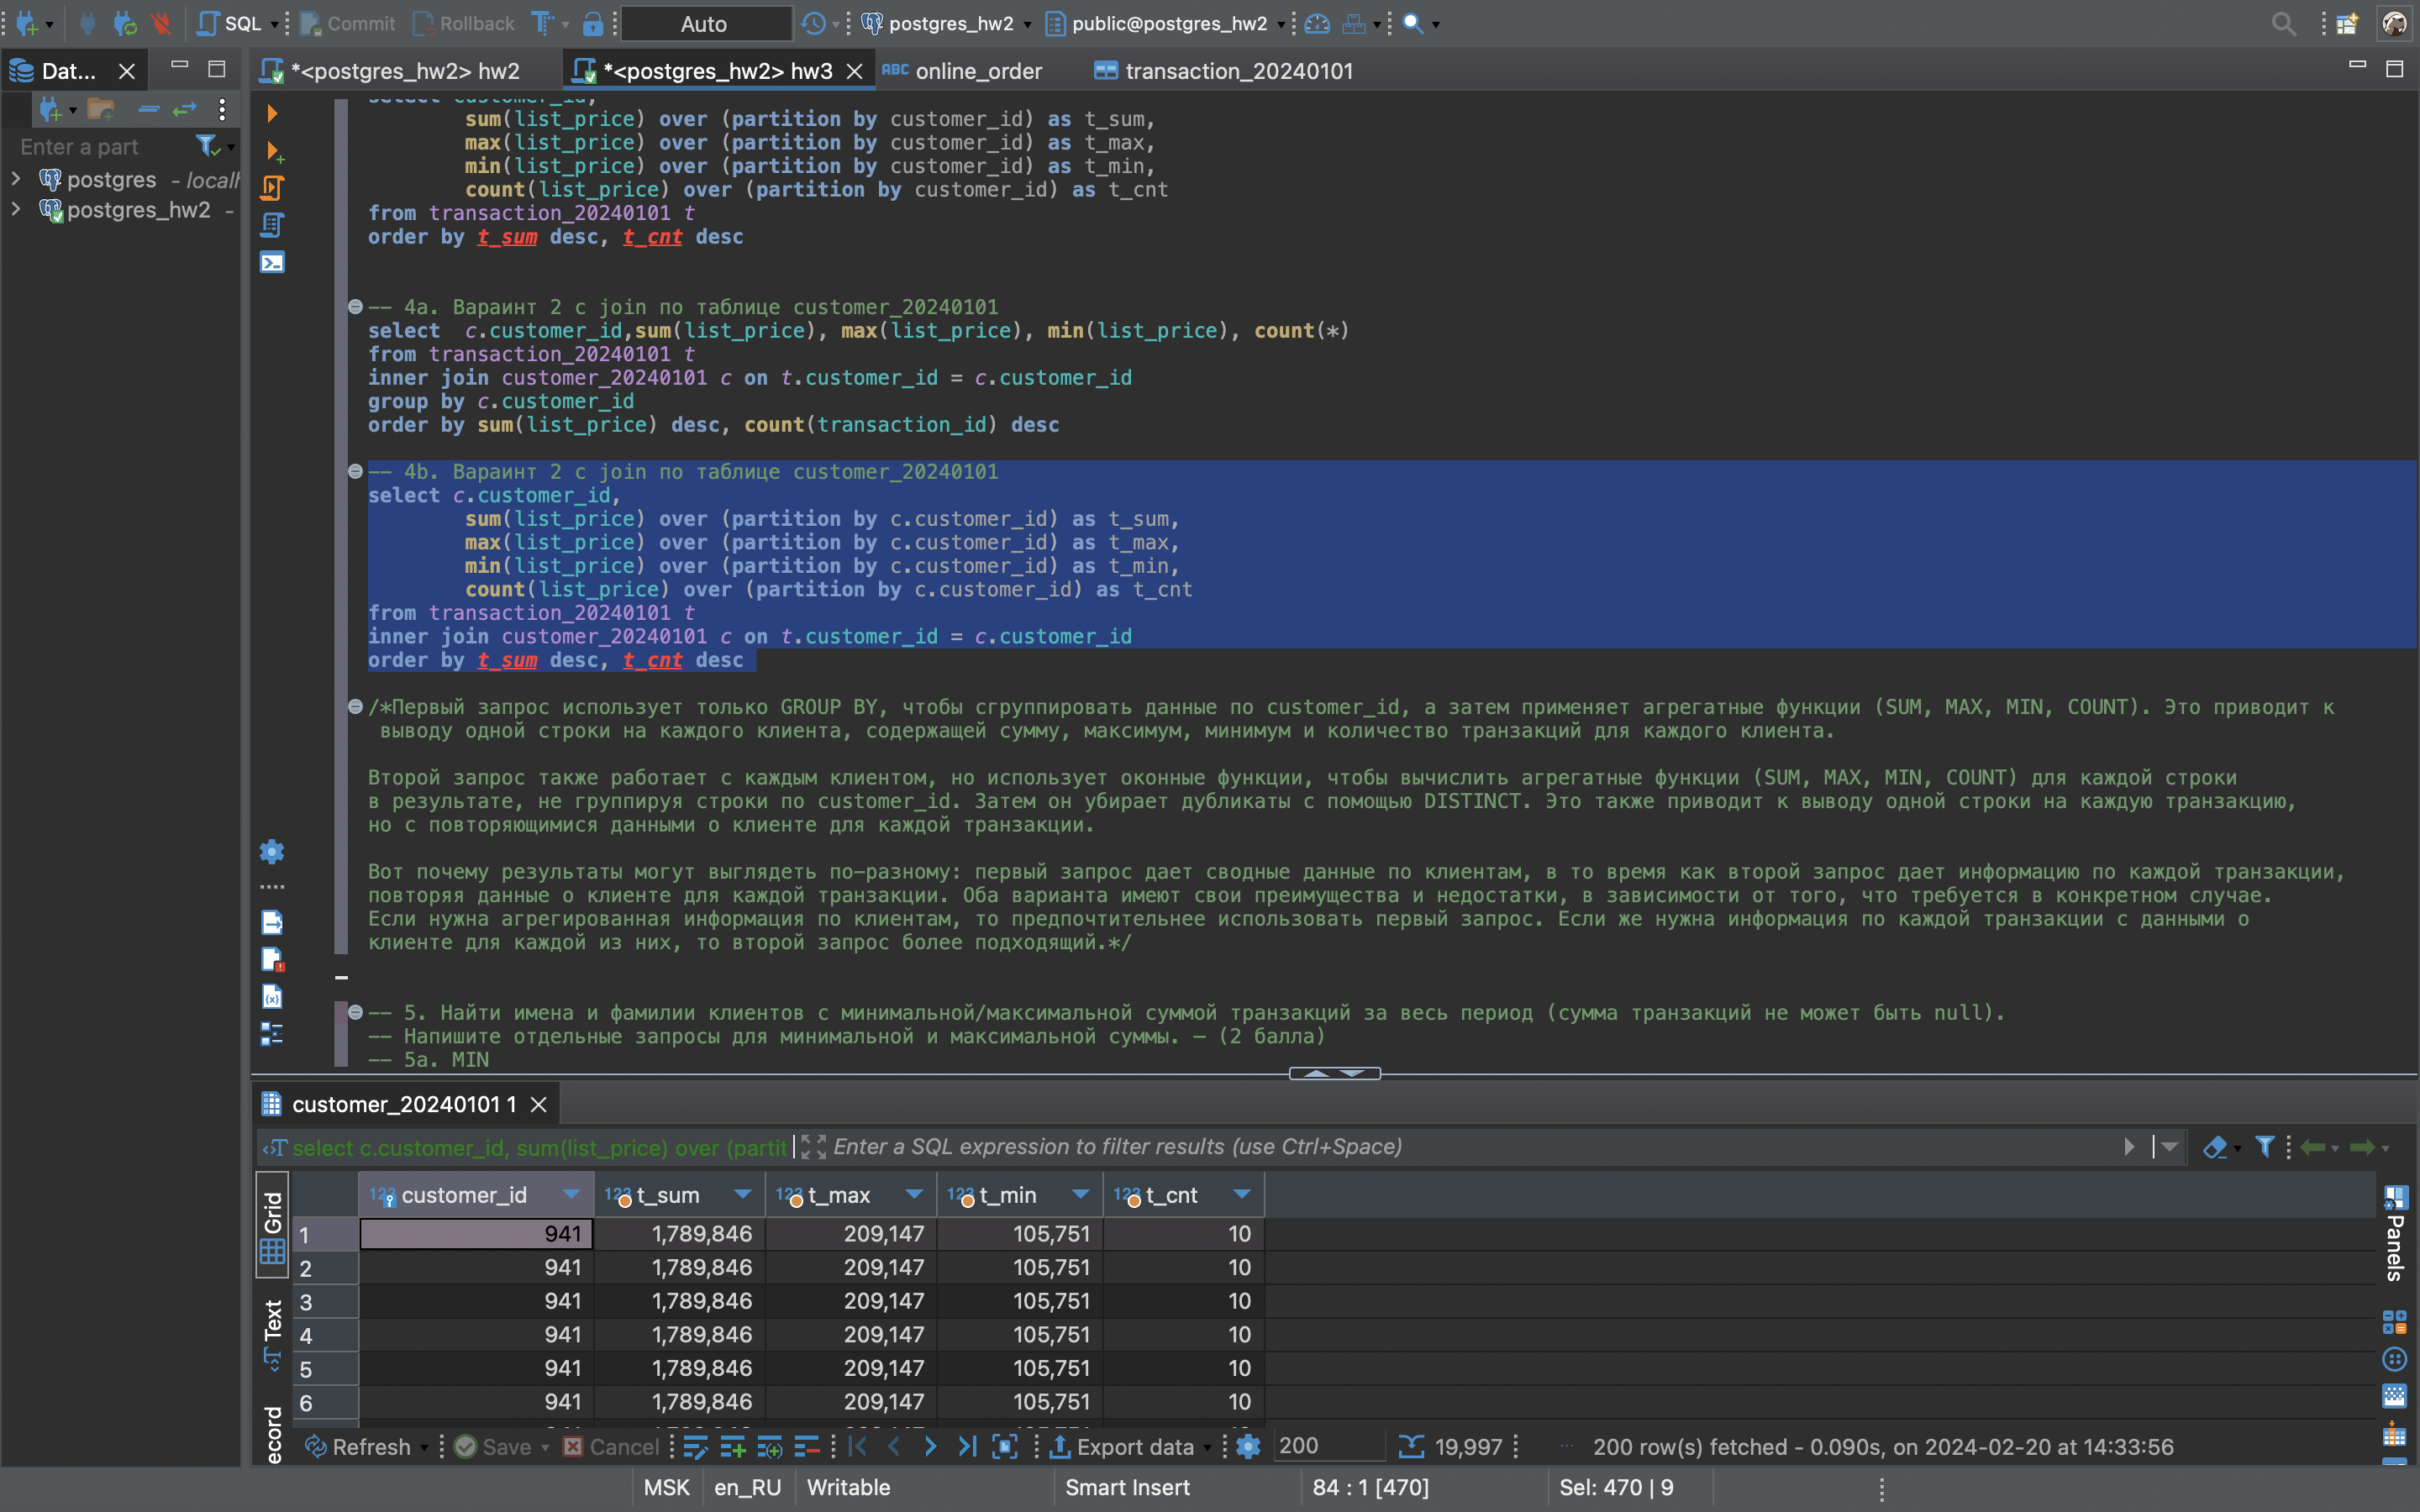 SQL
Commit
Rollback
Auto
postgres_hw2
public@postgres_hw2
Dat...
*<postgres_hw2> hw2
*<postgres_hw2> hw3
ABC online_order
transaction_20240101
Enter a part
postgres - localh
postgres_hw2 -
select customer_id,
sum(list_price) over (partition by customer_id) as t_sum,
max(list_price) over (partition by customer_id) as t_max,
min(list_price) over (partition by customer_id) as t_min,
count(list_price) over (partition by customer_id) as t_cnt
from transaction_20240101 t
order by t_sum desc, t_cnt desc
-- 4a. Вараинт 2 с join по таблице customer_20240101
select  c.customer_id,sum(list_price), max(list_price), min(list_price), count(*)
from transaction_20240101 t
inner join customer_20240101 c on t.customer_id = c.customer_id
group by c.customer_id
order by sum(list_price) desc, count(transaction_id) desc
-- 4b. Вараинт 2 с join по таблице customer_20240101
select c.customer_id,
sum(list_price) over (partition by c.customer_id) as t_sum,
max(list_price) over (partition by c.customer_id) as t_max,
min(list_price) over (partition by c.customer_id) as t_min,
count(list_price) over (partition by c.customer_id) as t_cnt
from transaction_20240101 t
inner join customer_20240101 c on t.customer_id = c.customer_id
order by t_sum desc, t_cnt desc
/*Первый запрос использует только GROUP BY, чтобы сгруппировать данные по customer_id, а затем применяет агрегатные функции (SUM, MAX, MIN, COUNT). Это приводит к
выводу одной строки на каждого клиента, содержащей сумму, максимум, минимум и количество транзакций для каждого клиента.
Второй запрос также работает с каждым клиентом, но использует оконные функции, чтобы вычислить агрегатные функции (SUM, MAX, MIN, COUNT) для каждой строки
в результате, не группируя строки по customer_id. Затем он убирает дубликаты с помощью DISTINCT. Это также приводит к выводу одной строки на каждую транзакцию,
но с повторяющимися данными о клиенте для каждой транзакции.
Вот почему результаты могут выглядеть по-разному: первый запрос дает сводные данные по клиентам, в то время как второй запрос дает информацию по каждой транзакции,
повторяя данные о клиенте для каждой транзакции. Оба варианта имеют свои преимущества и недостатки, в зависимости от того, что требуется в конкретном случае.
Если нужна агрегированная информация по клиентам, то предпочтительнее использовать первый запрос. Если же нужна информация по каждой транзакции с данными о
клиенте для каждой из них, то второй запрос более подходящий.*/
-- 5. Найти имена и фамилии клиентов с минимальной/максимальной суммой транзакций за весь период (сумма транзакций не может быть null).
-- Напишите отдельные запросы для минимальной и максимальной суммы. — (2 балла)
-- 5a. MIN
customer_20240101 1
select c.customer_id, sum(list_price) over (partit
Enter a SQL expression to filter results (use Ctrl+Space)
Grid
Text
ecord
Panels
123 customer_id 123 t_sum 123 t_max 123 t_min 123 t_cnt
1 941 1,789,846 209,147 105,751 10
2 941 1,789,846 209,147 105,751 10
3 941 1,789,846 209,147 105,751 10
4 941 1,789,846 209,147 105,751 10
5 941 1,789,846 209,147 105,751 10
6 941 1,789,846 209,147 105,751 10
Refresh
Save
Cancel
Export data
200
19,997
200 row(s) fetched - 0.090s, on 2024-02-20 at 14:33:56
MSK
en_RU
Writable
Smart Insert
84 : 1 [470]
Sel: 470 | 9